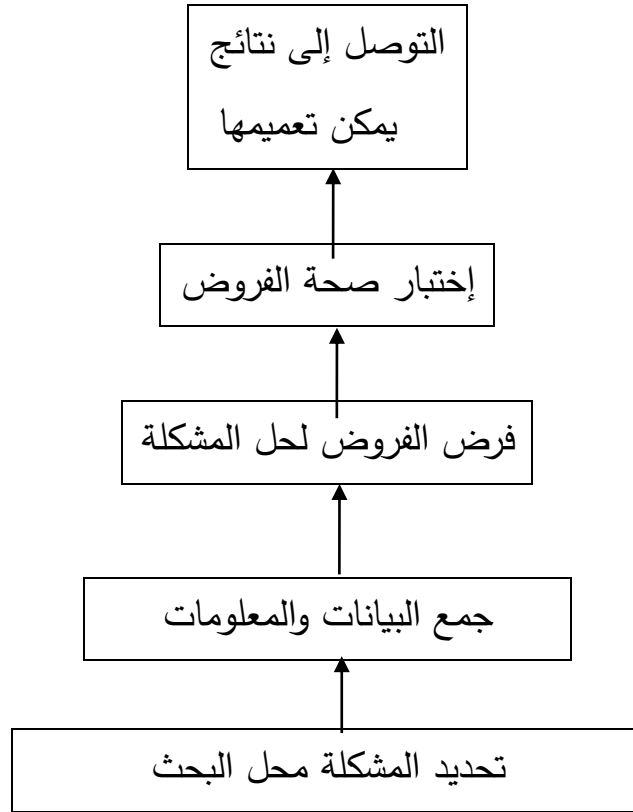 التوصل إلى نتائج
يمكن تعميمها
إختبار صحة الفروض
فرض الفروض لحل المشكلة
جمع البيانات والمعلومات
تحديد المشكلة محل البحث